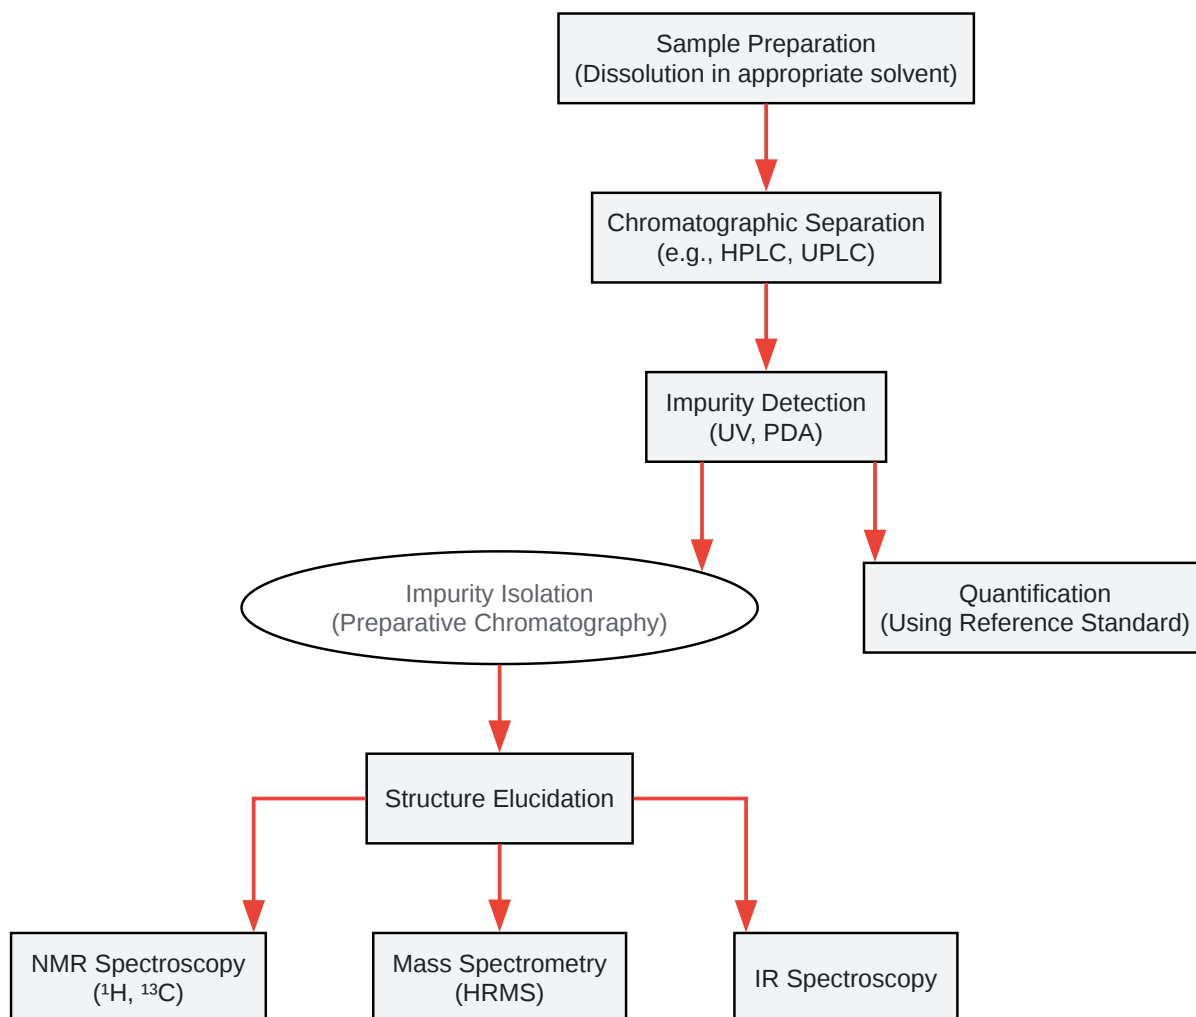 Sample Preparation
(Dissolution in appropriate solvent)
Chromatographic Separation
(e.g., HPLC, UPLC)
Impurity Detection
(UV, PDA)
Impurity Isolation
(Preparative Chromatography)
Quantification
(Using Reference Standard)
Structure Elucidation
NMR Spectroscopy
(¹H, ¹³C)
Mass Spectrometry
(HRMS)
IR Spectroscopy